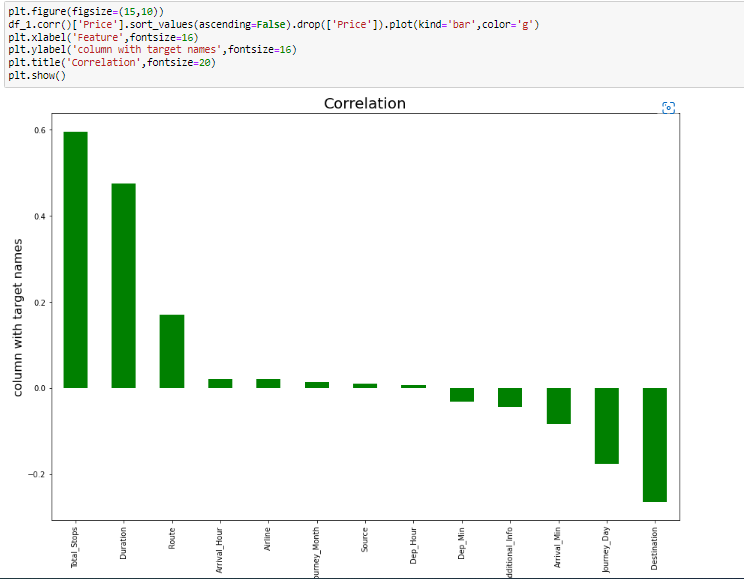 plt.figure(figsize=(15,10))
df_1.corr()['Price'].sort_values(ascending=False).drop(['Price']).plot(kind='bar',color='g')
plt.xlabel('Feature',fontsize=16)
plt.ylabel('column with target names',fontsize=16)
plt.title('Correlation',fontsize=20)
plt.show()
Correlation
0.6
0.4
0.2
0.0
−0.2
column with target names
Total_Stops
Duration
Route
Arrival_Hour
Airline
ourney_Month
Source
Dep_Hour
Dep_Min
dditional_Info
Arrival_Min
Journey_Day
Destination